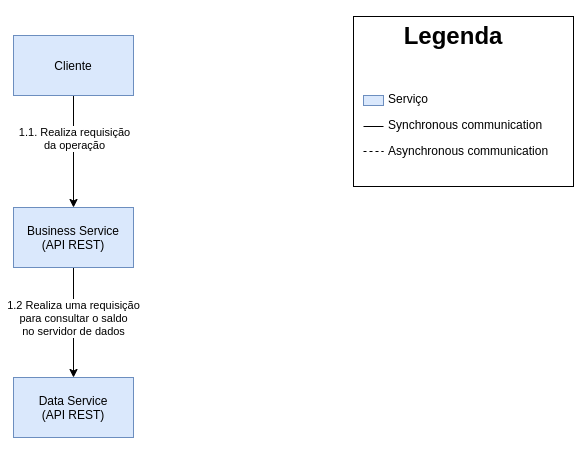 Cliente
1.1. Realiza requisição
da operação
Business Service
(API REST)
1.2 Realiza uma requisição
para consultar o saldo
no servidor de dados
Data Service
(API REST)
Legenda
Serviço
Synchronous communication
Asynchronous communication